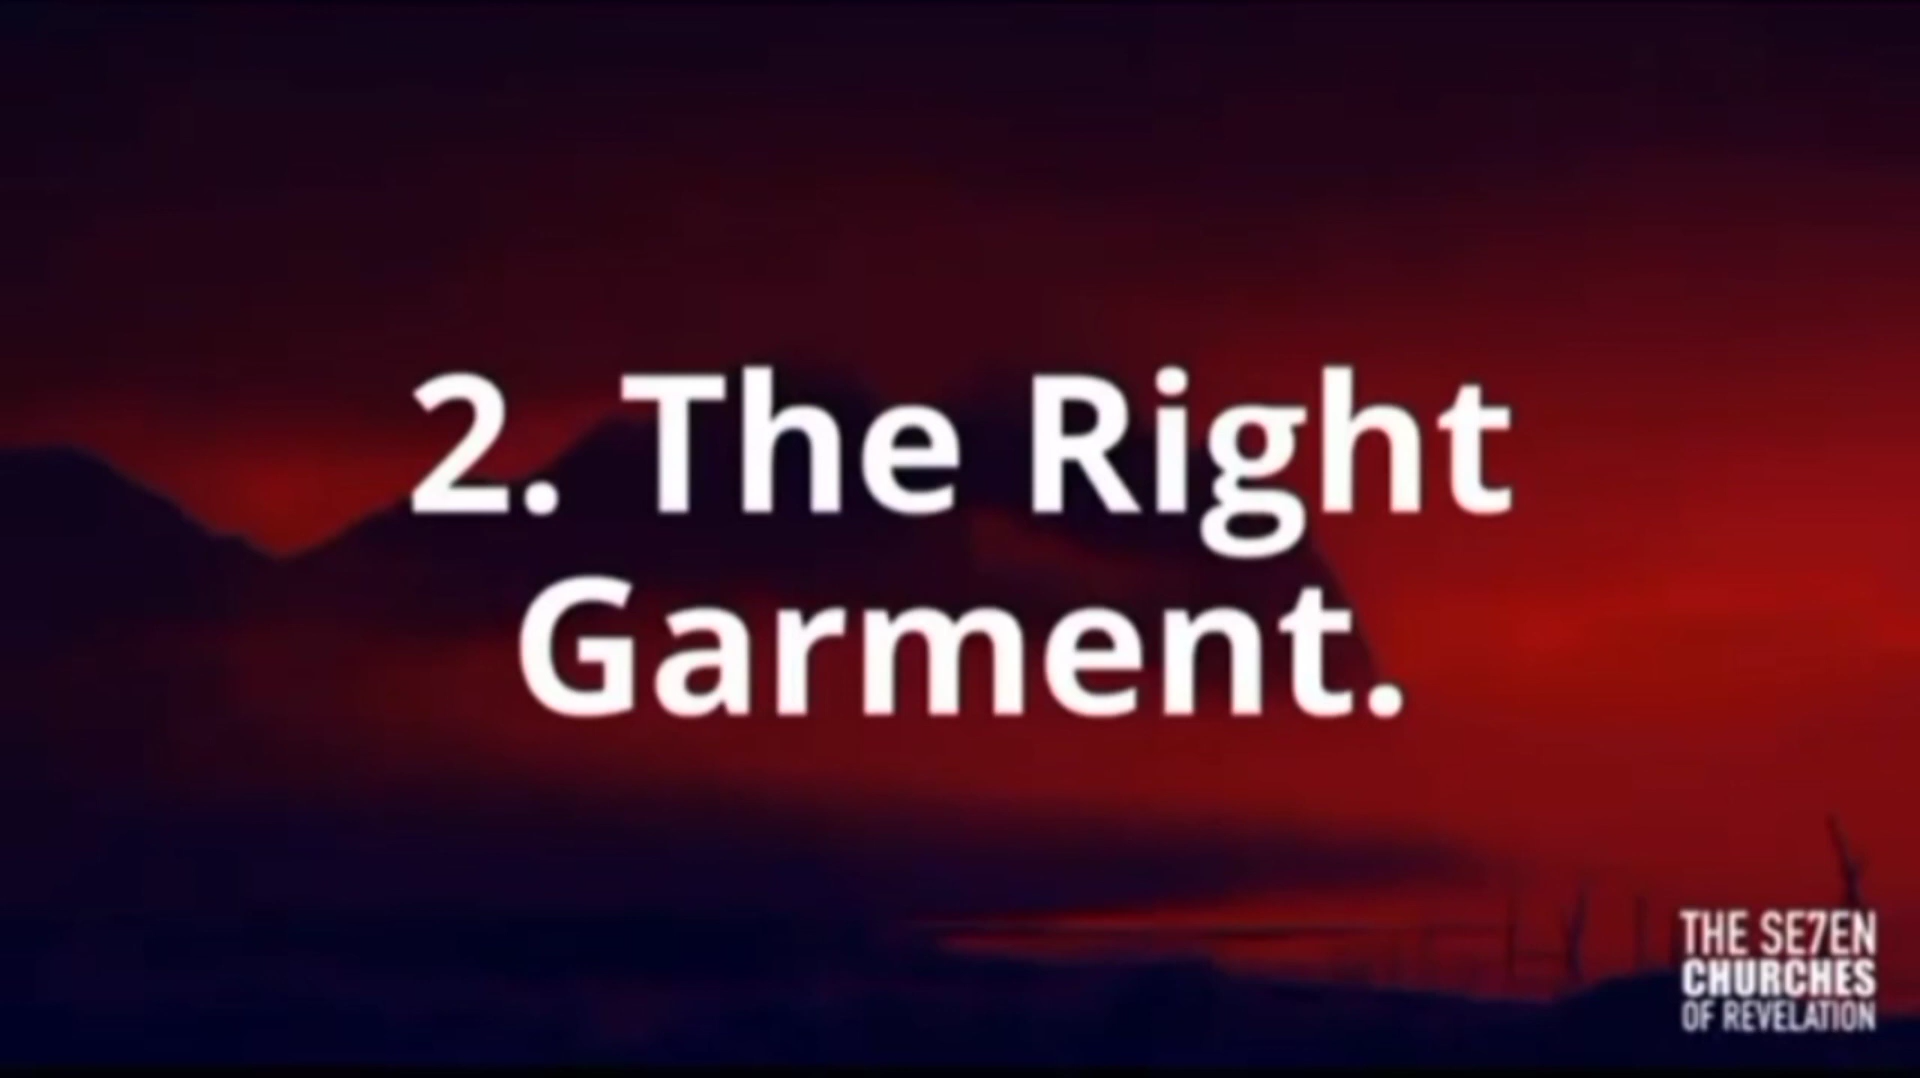 2. The Right
Garment.
THE SE7EN
CHURCHES
OF REVELATION